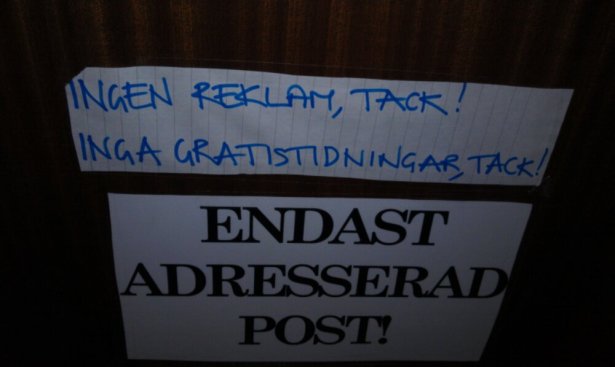 INGEN REKLAM, TACK!
INGA GRATISTIDNINGAR, TACK!
ENDAST
ADRESSERAD
POST!